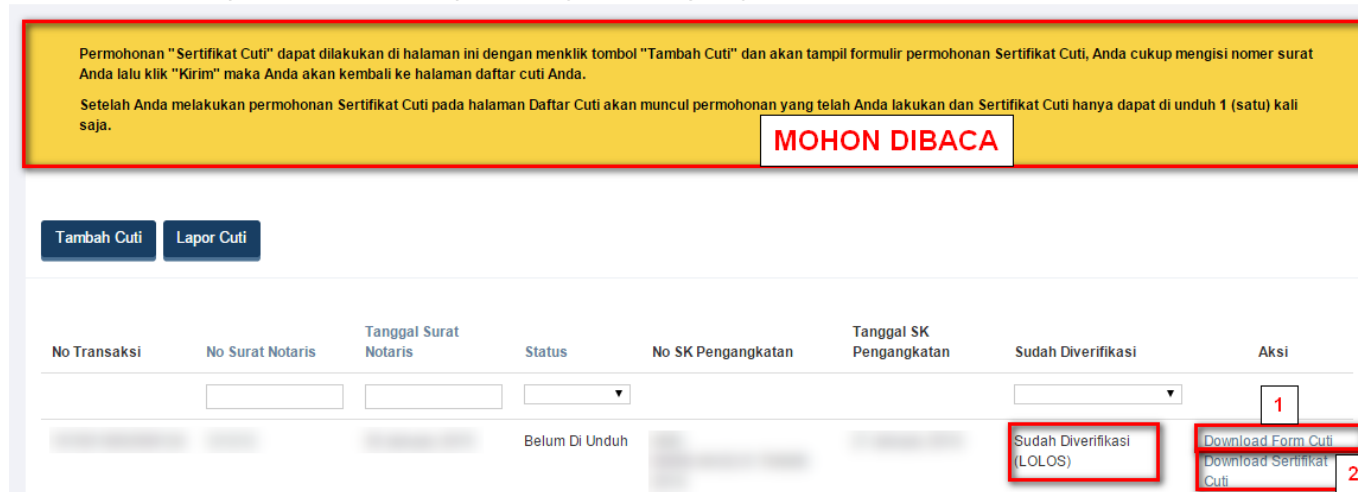 Permohonan "Sertifikat Cuti" dapat dilakukan di halaman ini dengan menklik tombol "Tambah Cuti" dan akan tampil formulir permohonan Sertifikat Cuti, Anda cukup mengisi nomer surat
Anda lalu klik "Kirim" maka Anda akan kembali ke halaman daftar cuti Anda.
Setelah Anda melakukan permohonan Sertifikat Cuti pada halaman Daftar Cuti akan muncul permohonan yang telah Anda lakukan dan Sertifikat Cuti hanya dapat di unduh 1 (satu) kali
saja.
MOHON DIBACA
Tambah Cuti Lapor Cuti
No Transaksi No Surat Notaris Tanggal Surat Notaris Status No SK Pengangkatan Tanggal SK Pengangkatan Sudah Diverifikasi Aksi
1
Belum Di Unduh Sudah Diverifikasi Download Form Cuti
(LOLOS) Download Sertifikat
Cuti 2